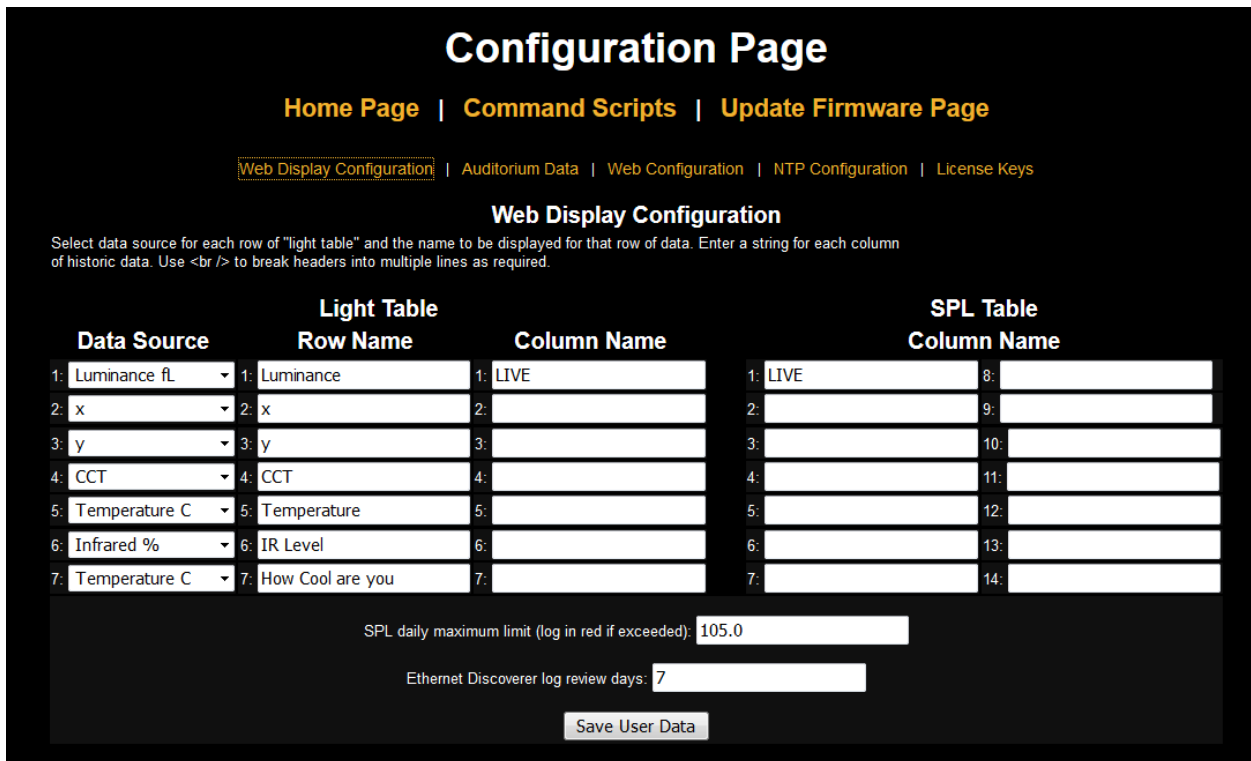 Configuration Page
Home Page | Command Scripts | Update Firmware Page
Web Display Configuration | Auditorium Data | Web Configuration | NTP Configuration | License Keys
Web Display Configuration
Select data source for each row of "light table" and the name to be displayed for that row of data. Enter a string for each column
of historic data. Use <br /> to break headers into multiple lines as required.
Light Table SPL Table
Data Source Row Name Column Name Column Name
1: Luminance fL 1: Luminance 1: LIVE 1: LIVE 8:
2: x 2: x 2: 2: 9:
3: y 3: y 3: 3: 10:
4: CCT 4: CCT 4: 4: 11:
5: Temperature C 5: Temperature 5: 5: 12:
6: Infrared % 6: IR Level 6: 6: 13:
7: Temperature C 7: How Cool are you 7: 7: 14:
SPL daily maximum limit (log in red if exceeded): 105.0
Ethernet Discoverer log review days: 7
Save User Data